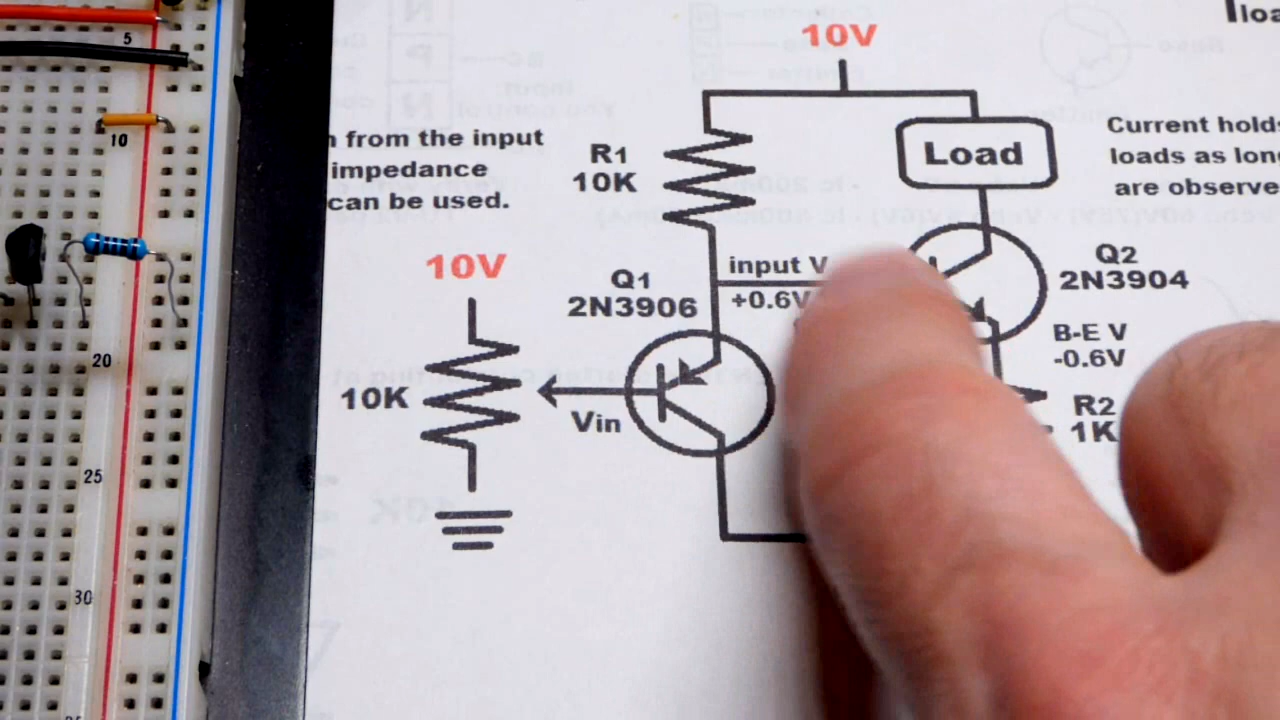 5
10
20
25
30
10V
Iloa
from the input
impedance
can be used.
R1
10K
Load
Current hold
loads as lon
are observe
10V
Q1
2N3906
input V
+0.6V
Q2
2N3904
B-E V
-0.6V
10K
Vin
R2
1K